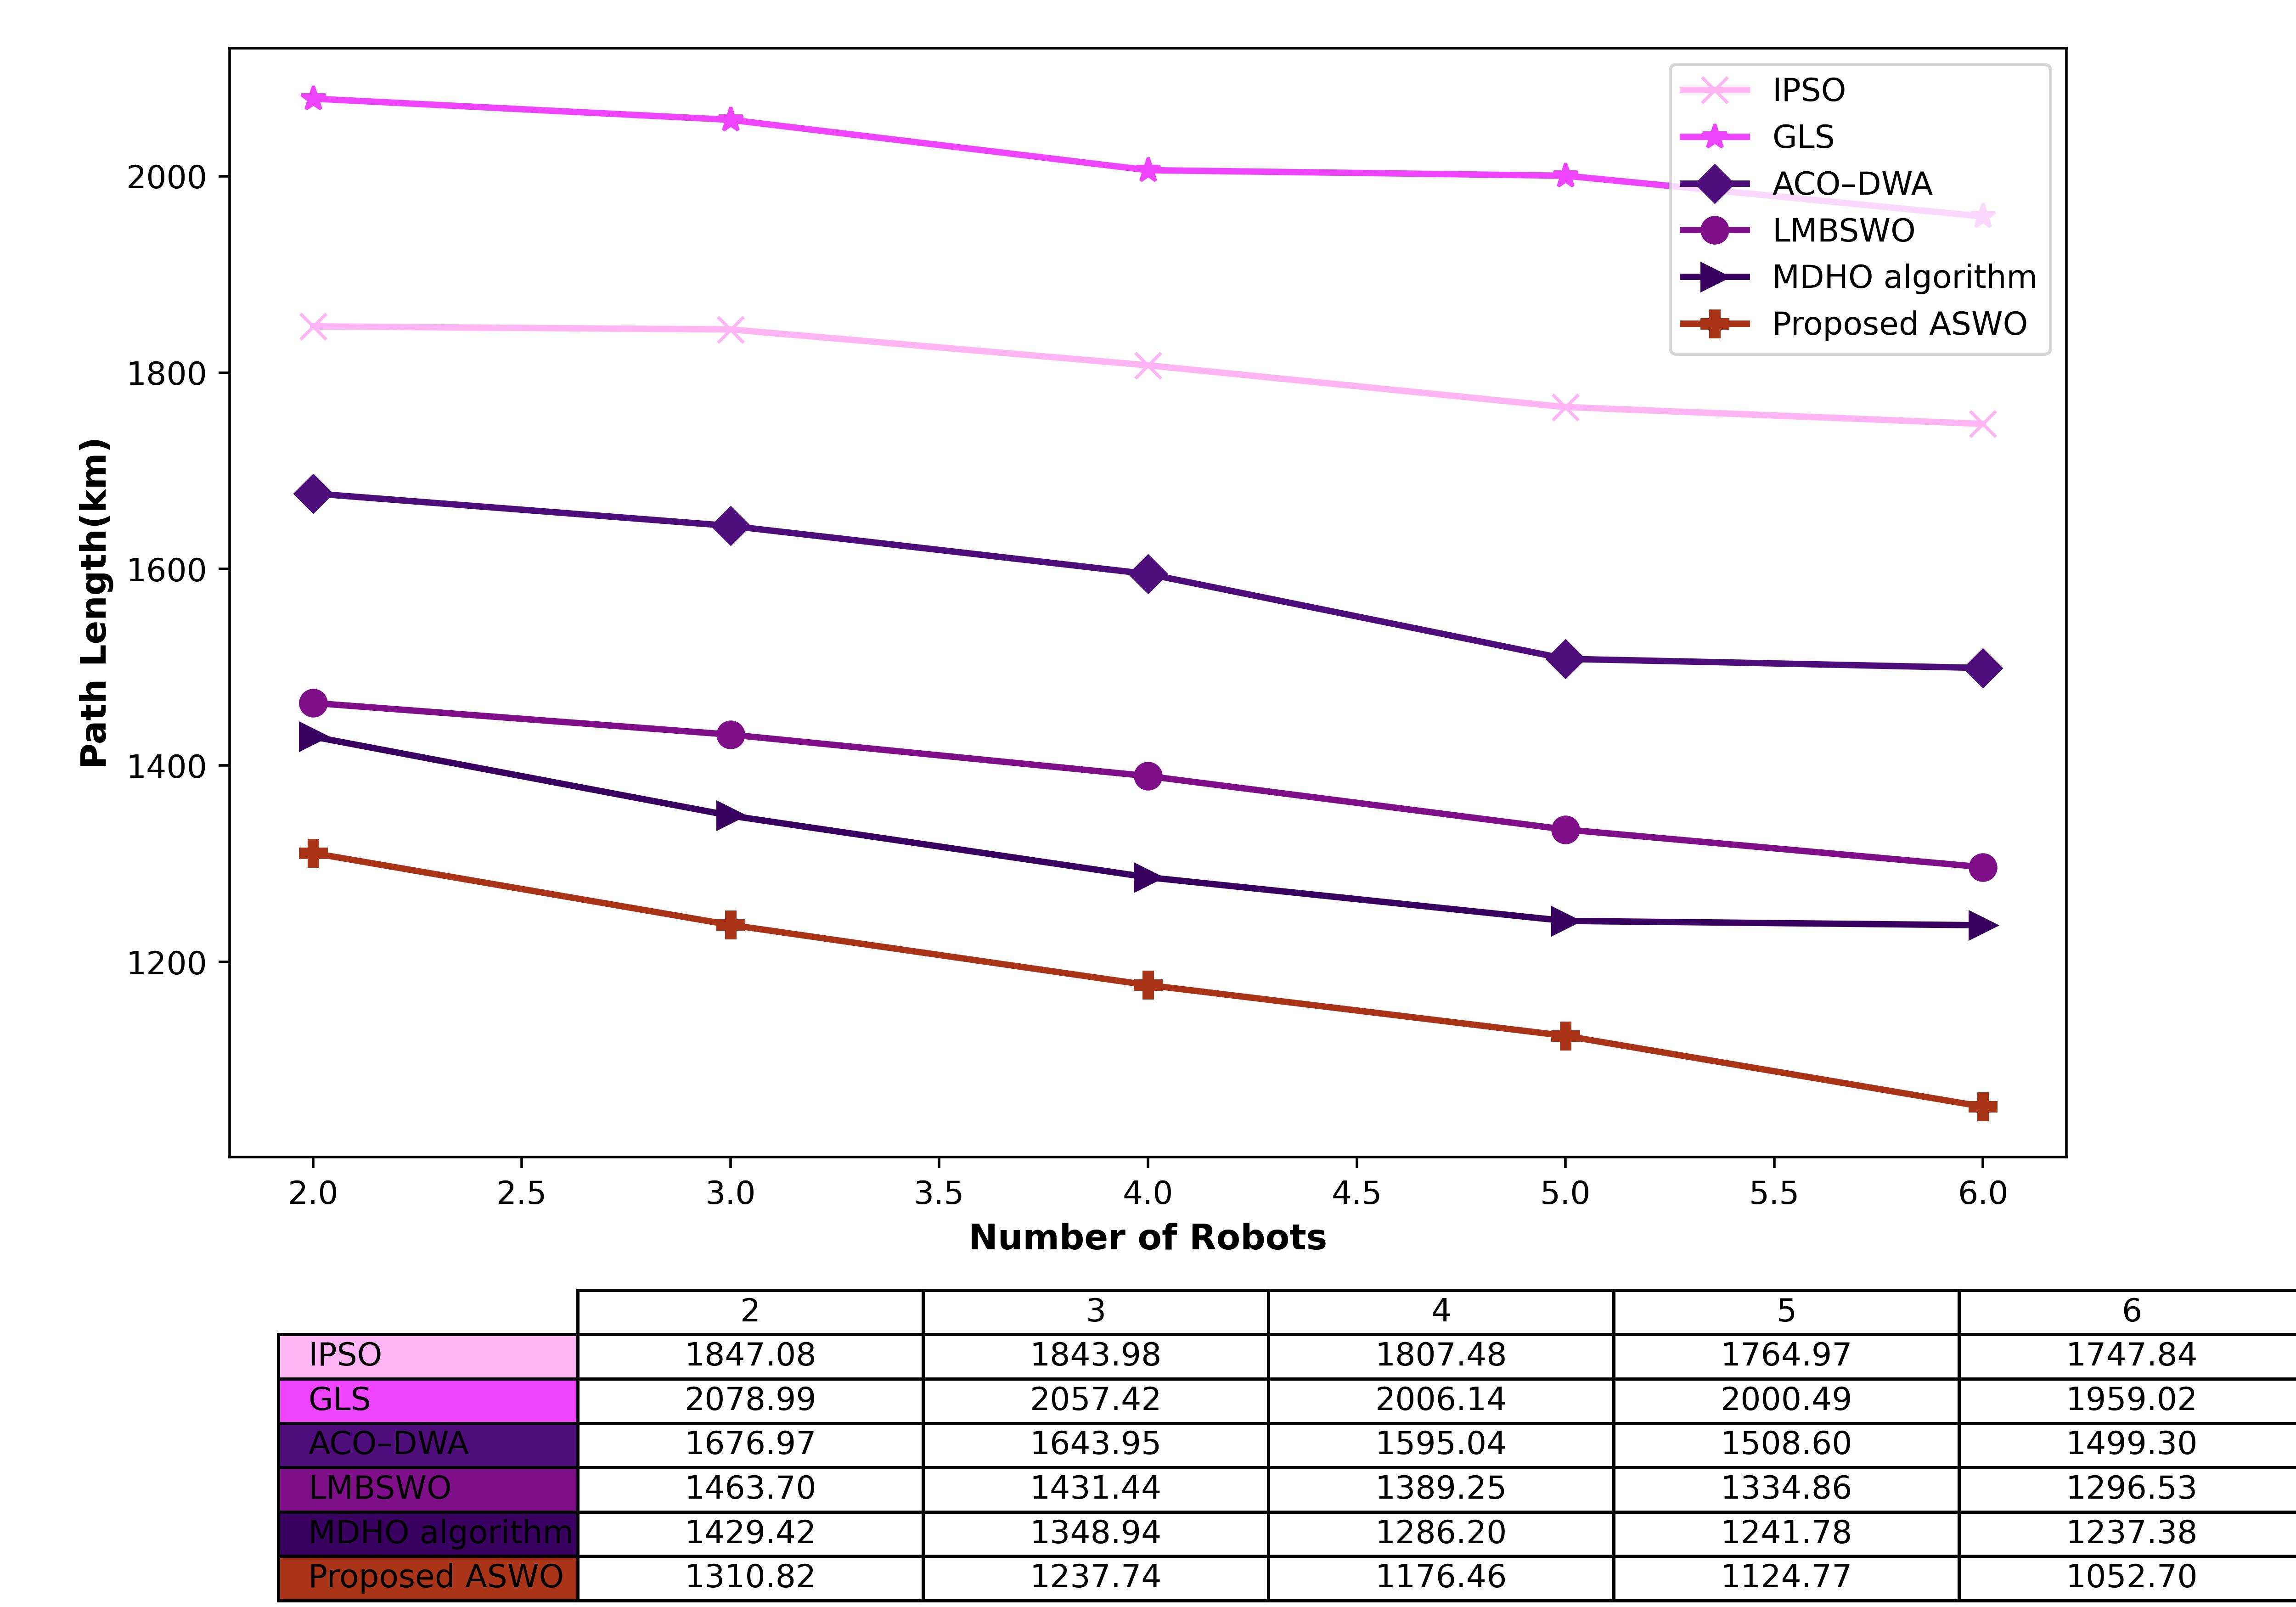 IPSO
GLS
ACO–DWA
LMBSWO
MDHO algorithm
Proposed ASWO
Path Length(km)
2000
1800
1600
1400
1200
2.0 2.5 3.0 3.5 4.0 4.5 5.0 5.5 6.0
Number of Robots
2 3 4 5 6
IPSO 1847.08 1843.98 1807.48 1764.97 1747.84
GLS 2078.99 2057.42 2006.14 2000.49 1959.02
ACO–DWA 1676.97 1643.95 1595.04 1508.60 1499.30
LMBSWO 1463.70 1431.44 1389.25 1334.86 1296.53
MDHO algorithm 1429.42 1348.94 1286.20 1241.78 1237.38
Proposed ASWO 1310.82 1237.74 1176.46 1124.77 1052.70